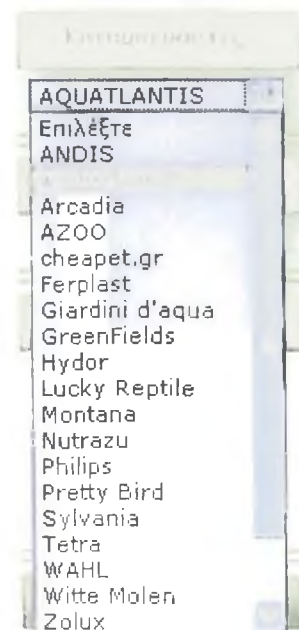 AQUATLANTIS
Επιλέξτε
ANDIS
Arcadia
AZOO
cheapet.gr
Ferplast
Giardini d'aqua
GreenFields
Hydor
Lucky Reptile
Montana
Nutrazu
Philips
Pretty Bird
Sylvania
Tetra
WAHL
Witte Molen
Zolux